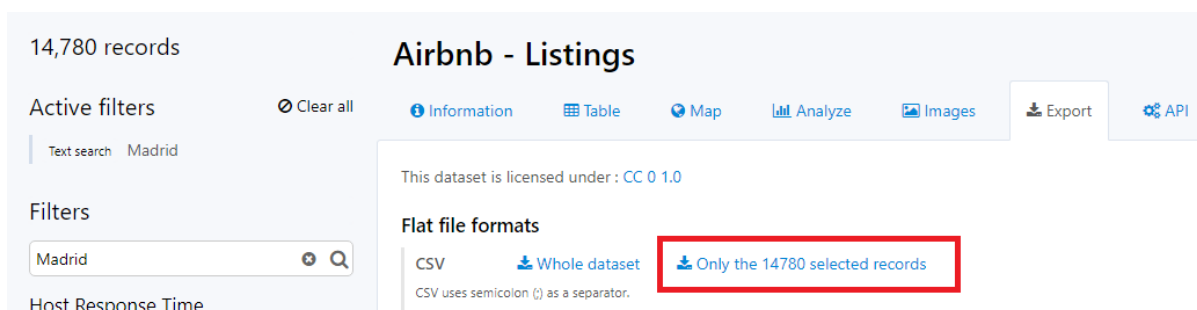 14,780 records
Active filters
Clear all
Text search Madrid
Filters
Madrid
Host Response Time
Airbnb - Listings
Information Table Map Analyze Images Export API
This dataset is licensed under : CC 0 1.0
Flat file formats
CSV Whole dataset Only the 14780 selected records
CSV uses semicolon (;) as a separator.